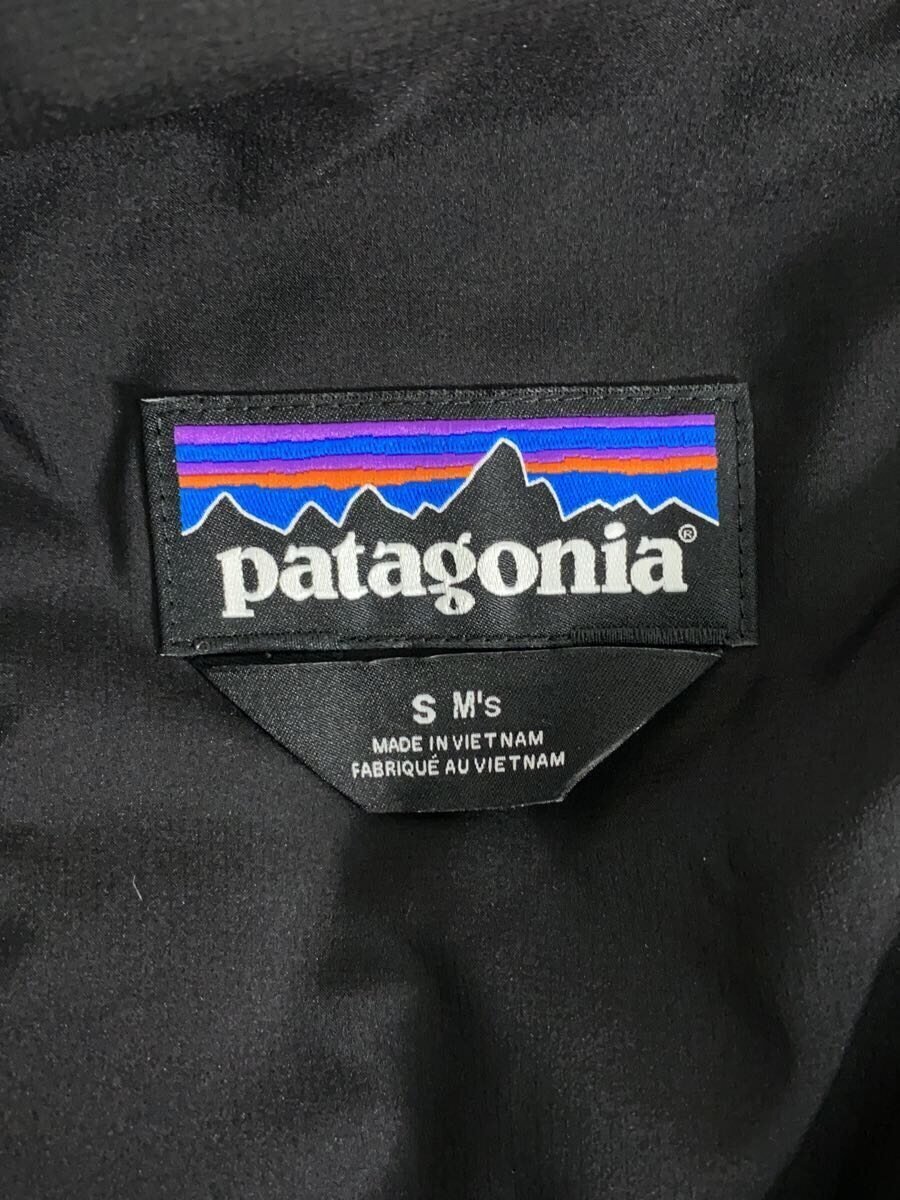 patagonia®
S M's
MADE IN VIETNAM
FABRIQUÉ AU VIETNAM